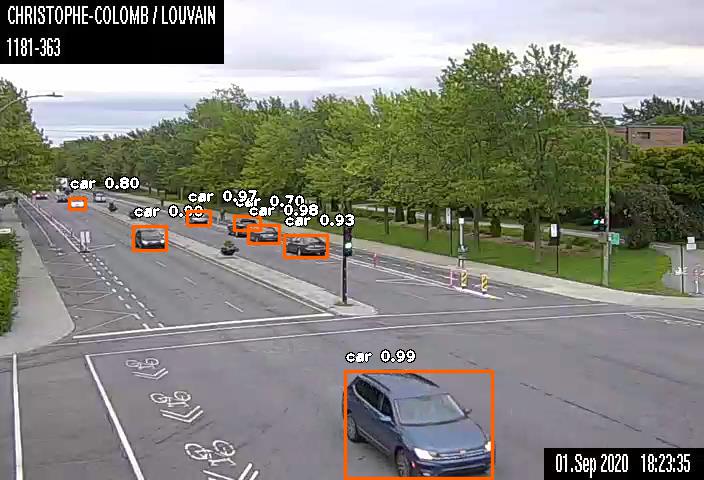 CHRISTOPHE-COLOMB / LOUVAIN
1181-363
car 0.80
car 0.97
car 0.70
car 0.98
car 0.93
car 0.99
01.Sep 2020 18:23:35